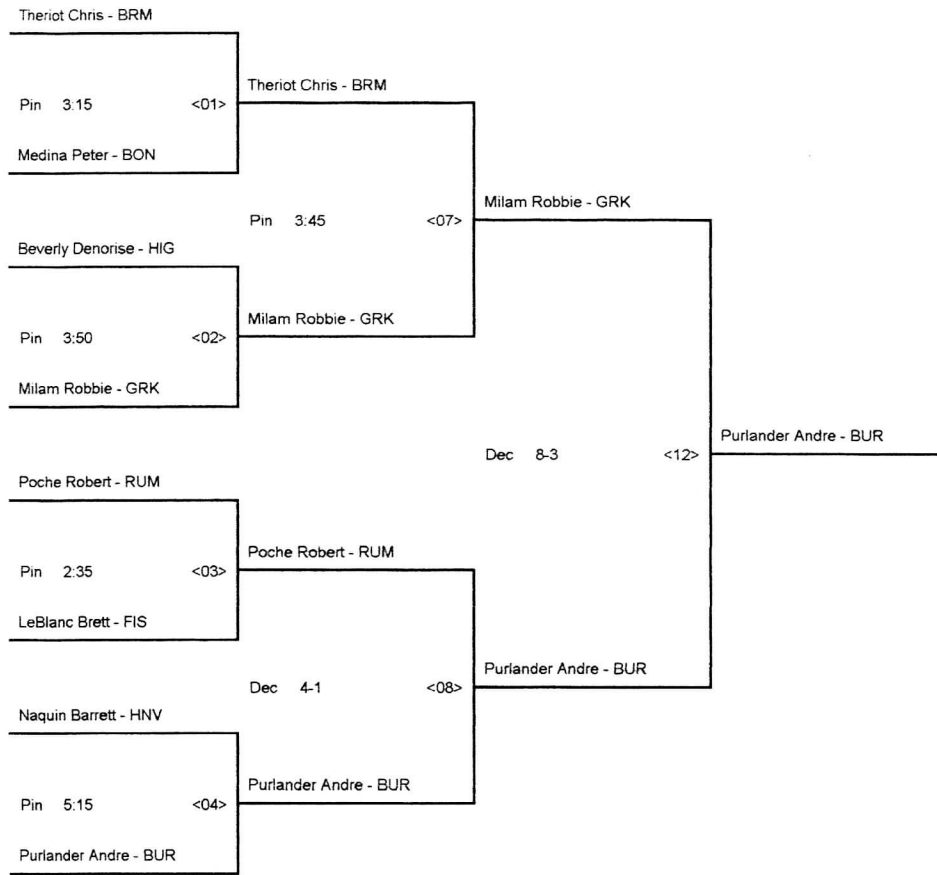 Theriot Chris - BRM
Theriot Chris - BRM
Pin 3:15 <01>
Medina Peter - BON
Milam Robbie - GRK
Pin 3:45 <07>
Beverly Denorise - HIG
Milam Robbie - GRK
Pin 3:50 <02>
Milam Robbie - GRK
Purlander Andre - BUR
Dec 8-3 <12>
Poche Robert - RUM
Poche Robert - RUM
Pin 2:35 <03>
LeBlanc Brett - FIS
Purlander Andre - BUR
Dec 4-1 <08>
Naquin Barrett - HNV
Purlander Andre - BUR
Pin 5:15 <04>
Purlander Andre - BUR